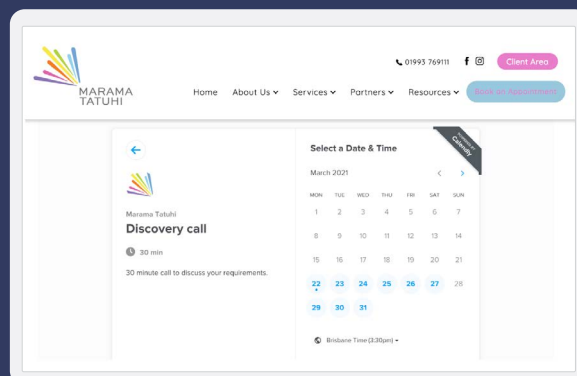 01993 769111
Client Area
MARAMA
TATUHI
Home About Us Services Partners Resources Book an Appointment
POWERED BY
Calendly
Select a Date & Time
March 2021
MON TUE WED THU FRI SAT SUN
1 2 3 4 5 6 7
8 9 10 11 12 13 14
15 16 17 18 19 20 21
22 23 24 25 26 27 28
29 30 31
Brisbane Time (3:30pm)
Marama Tatuhi
Discovery call
30 min
30 minute call to discuss your requirements.